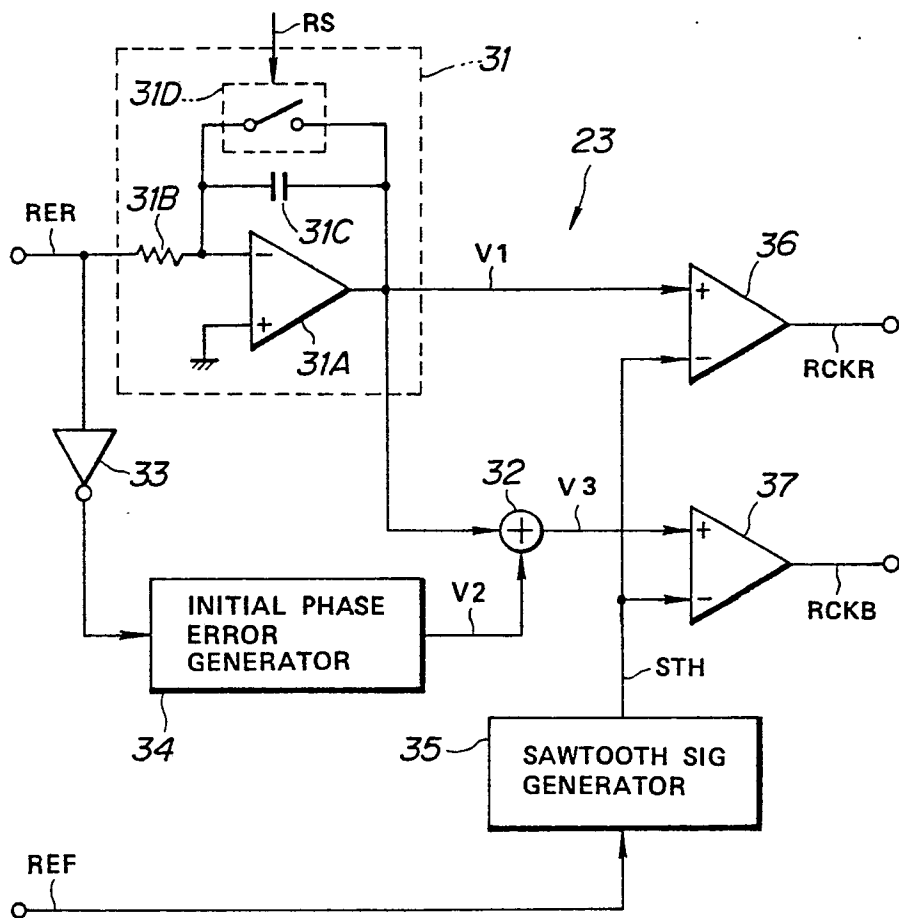 RS
31
31D
23
31B
31C
RER
V1
36
+
−
−
+
31A
RCKR
33
32
V3
37
+
+
−
V2
RCKB
INITIAL PHASE
ERROR
GENERATOR
STH
34
35
SAWTOOTH SIG
GENERATOR
REF